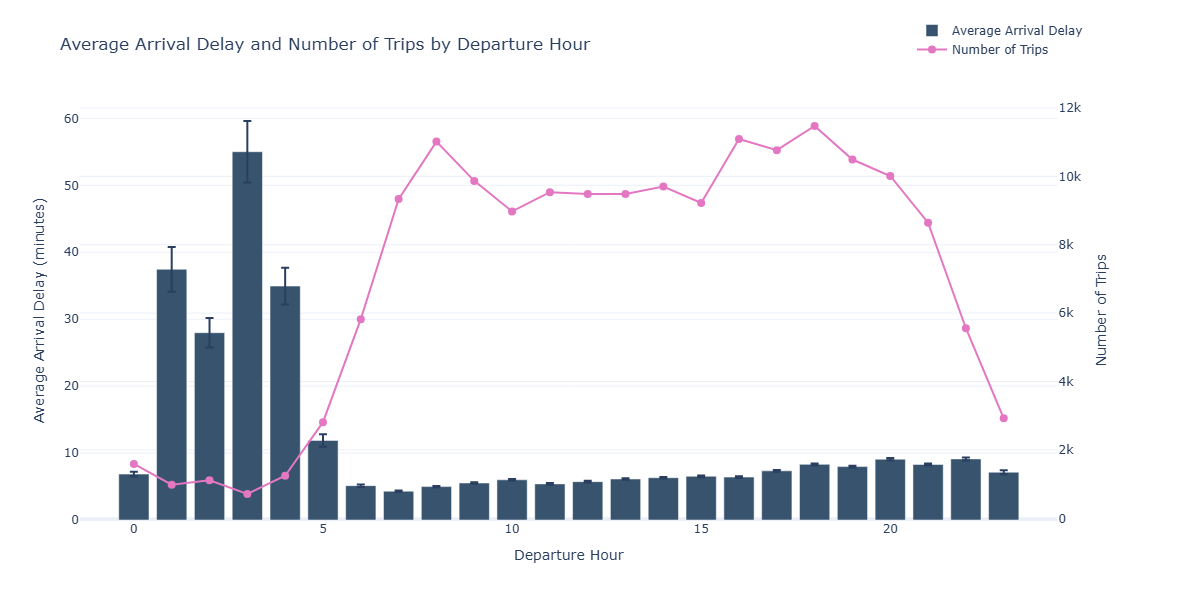 Average Arrival Delay and Number of Trips by Departure Hour
Average Arrival Delay
Number of Trips
Average Arrival Delay (minutes)
60
50
40
30
20
10
0
12k
10k
8k
6k
4k
2k
0
Number of Trips
0 5 10 15 20
Departure Hour